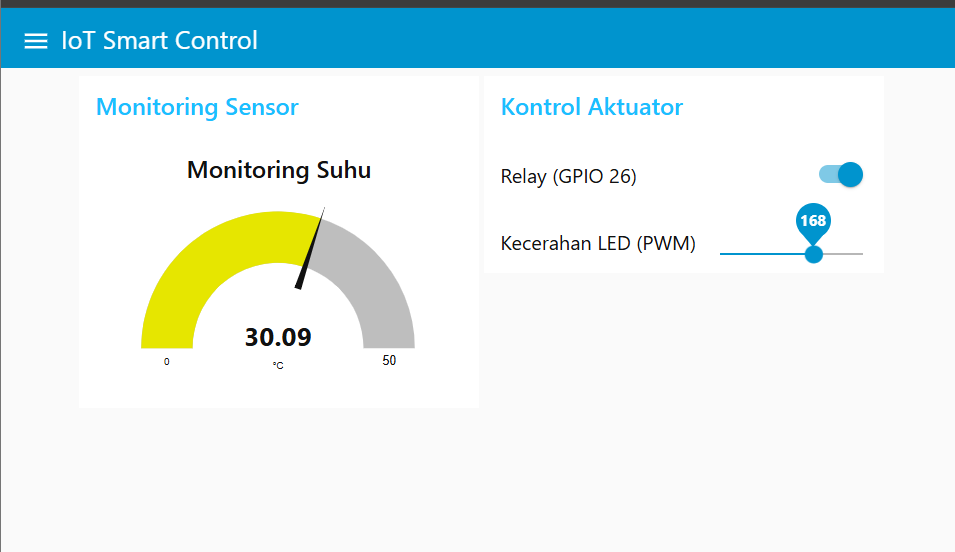 IoT Smart Control
Monitoring Sensor
Monitoring Suhu
30.09
0
°C
50
Kontrol Aktuator
Relay (GPIO 26)
168
Kecerahan LED (PWM)